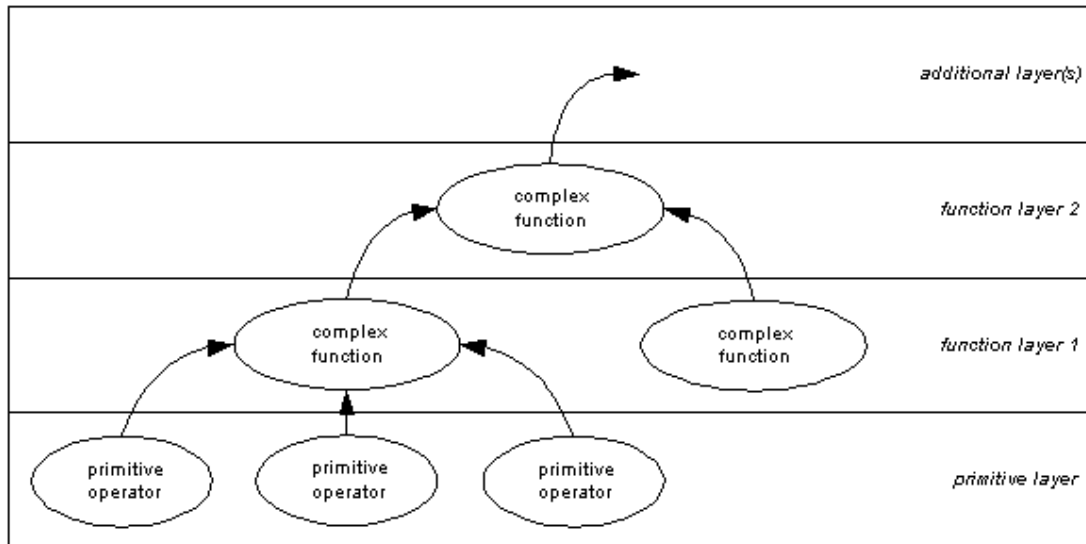 additional layer(s)
complex
function
function layer 2
complex
function
complex
function
function layer 1
primitive
operator
primitive
operator
primitive
operator
primitive layer